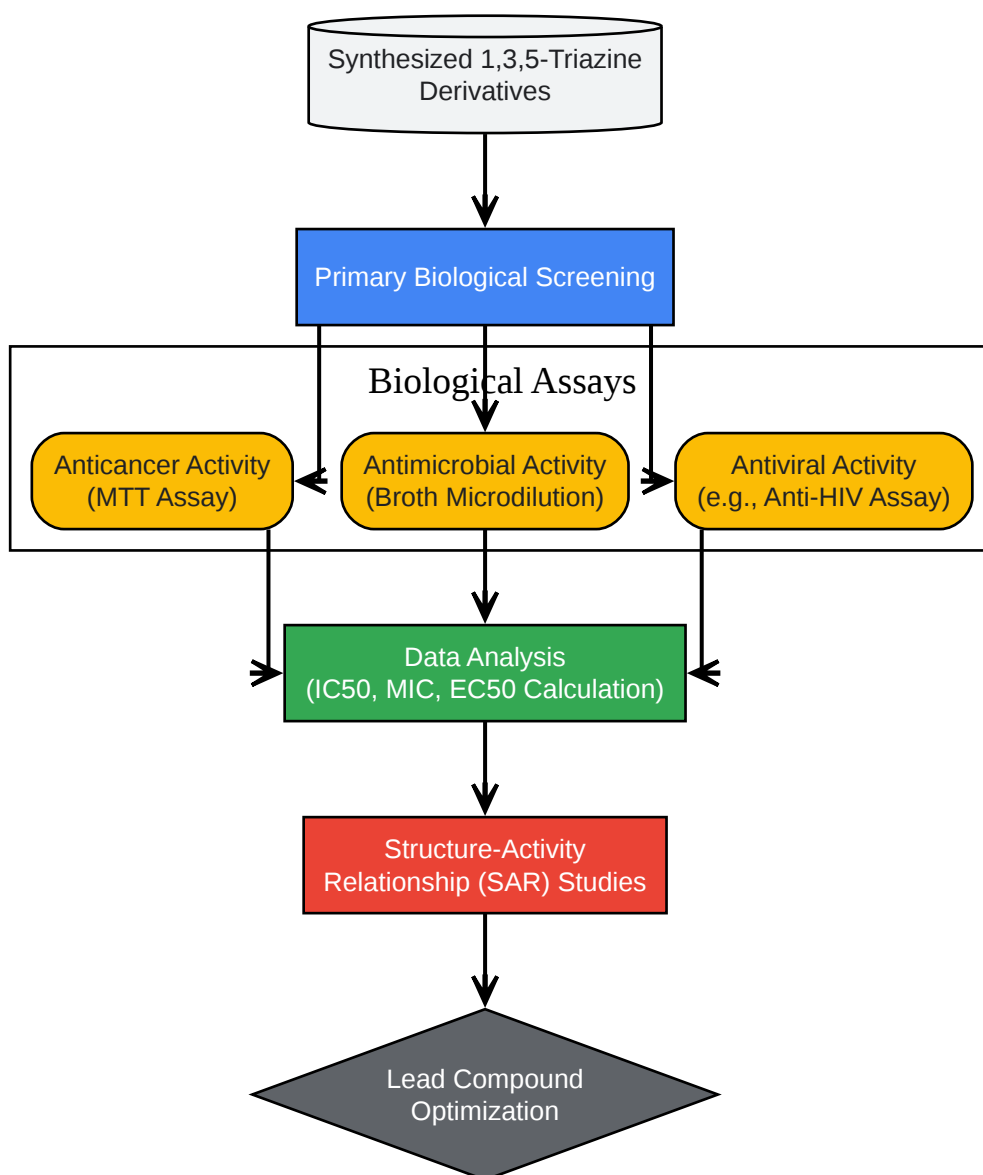 Synthesized 1,3,5-Triazine
Derivatives
Primary Biological Screening
Biological Assays
Anticancer Activity
(MTT Assay)
Antimicrobial Activity
(Broth Microdilution)
Antiviral Activity
(e.g., Anti-HIV Assay)
Data Analysis
(IC50, MIC, EC50 Calculation)
Structure-Activity
Relationship (SAR) Studies
Lead Compound
Optimization